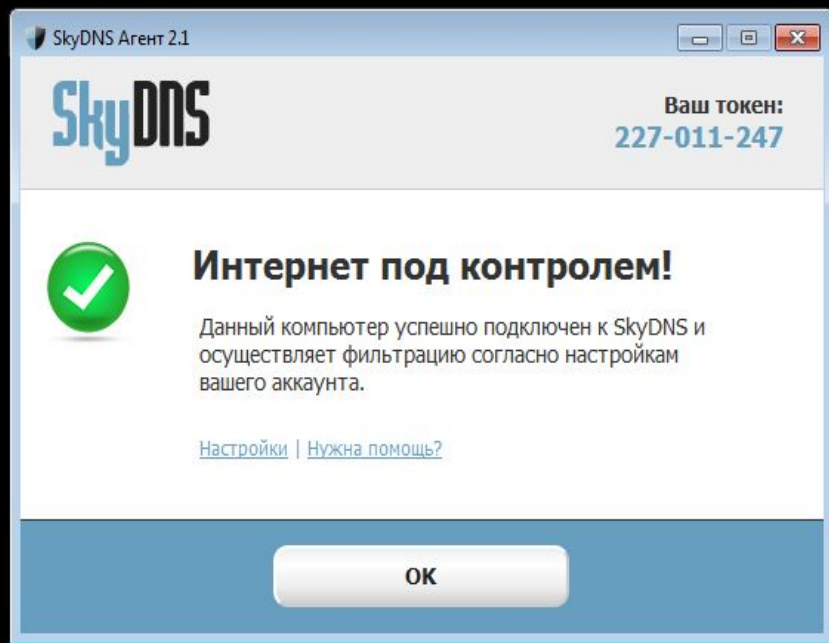 SkyDNS Агент 2.1
SkyDNS
Ваш токен:
227-011-247
Интернет под контролем!
Данный компьютер успешно подключен к SkyDNS и
осуществляет фильтрацию согласно настройкам
вашего аккаунта.
Настройки | Нужна помощь?
ОК